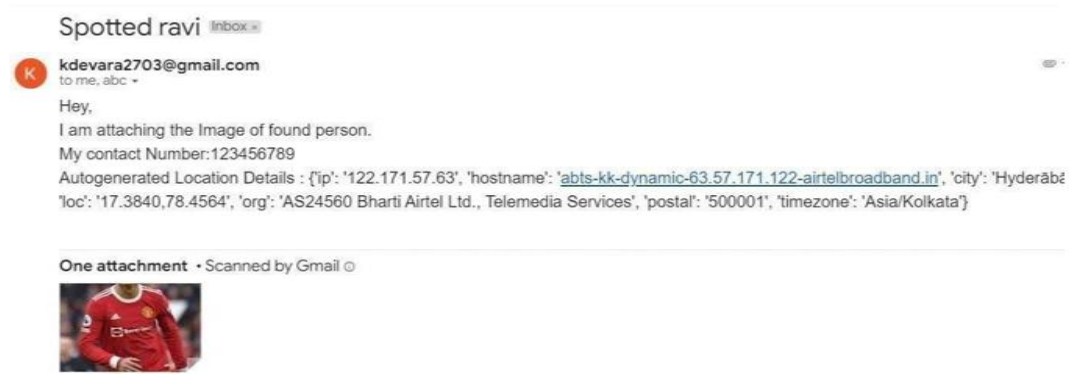 Spotted ravi Inbox
K
kdevara2703@gmail.com
to me, abc
Hey,
I am attaching the Image of found person.
My contact Number:123456789
Autogenerated Location Details : {'ip': '122.171.57.63', 'hostname': 'abts-kk-dynamic-63.57.171.122-airtelbroadband.in', 'city': 'Hyderāba
'loc': '17.3840,78.4564', 'org': 'AS24560 Bharti Airtel Ltd., Telemedia Services', 'postal': '500001', 'timezone': 'Asia/Kolkata'}
One attachment • Scanned by Gmail